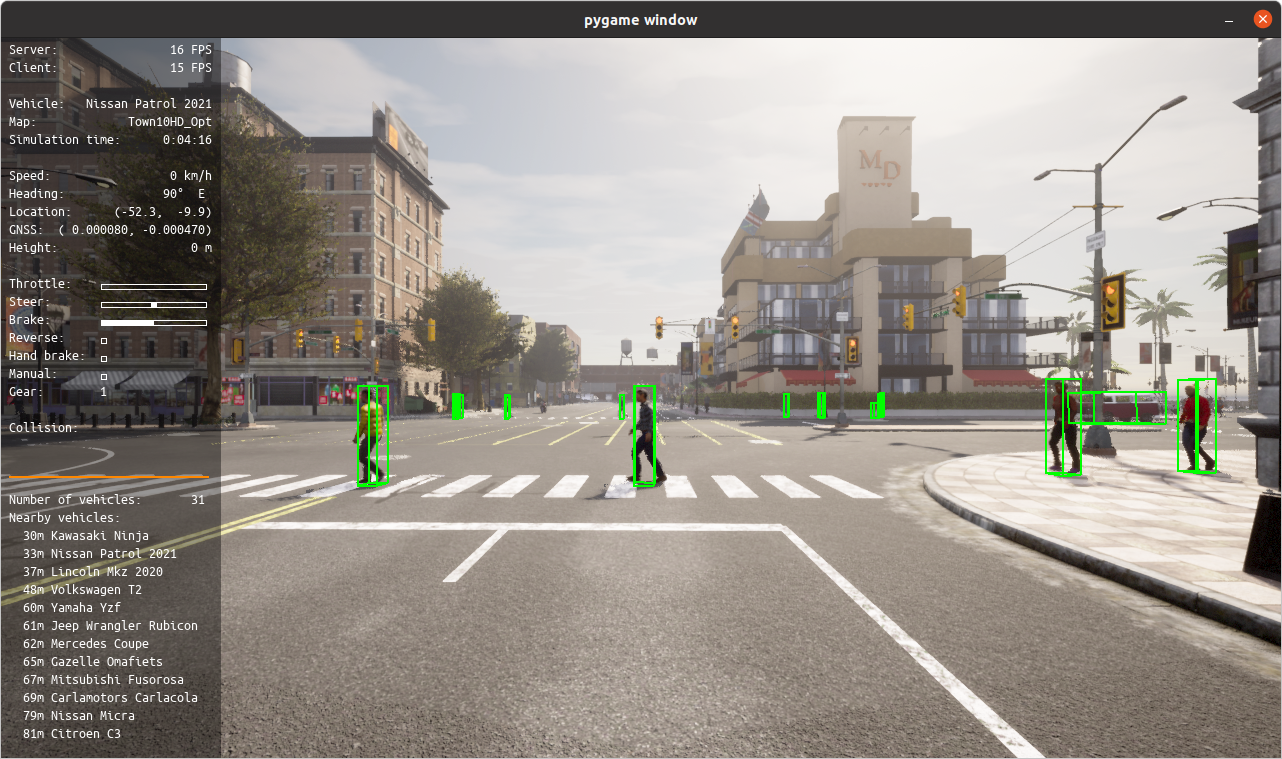 pygame window
Server: 16 FPS
Client: 15 FPS
Vehicle: Nissan Patrol 2021
Map: Town10HD_Opt
Simulation time: 0:04:16
Speed: 0 km/h
Heading: 90° E
Location: (-52.3, -9.9)
GNSS: ( 0.000080, -0.000470)
Height: 0 m
Throttle:
Steer:
Brake:
Reverse:
Hand brake:
Manual:
Gear: 1
Collision:
Number of vehicles: 31
Nearby vehicles:
30m Kawasaki Ninja
33m Nissan Patrol 2021
37m Lincoln Mkz 2020
48m Volkswagen T2
60m Yamaha Yzf
61m Jeep Wrangler Rubicon
62m Mercedes Coupe
65m Gazelle Omafiets
67m Mitsubishi Fusorosa
69m Carlamotors Carlacola
79m Nissan Micra
81m Citroen C3
MD